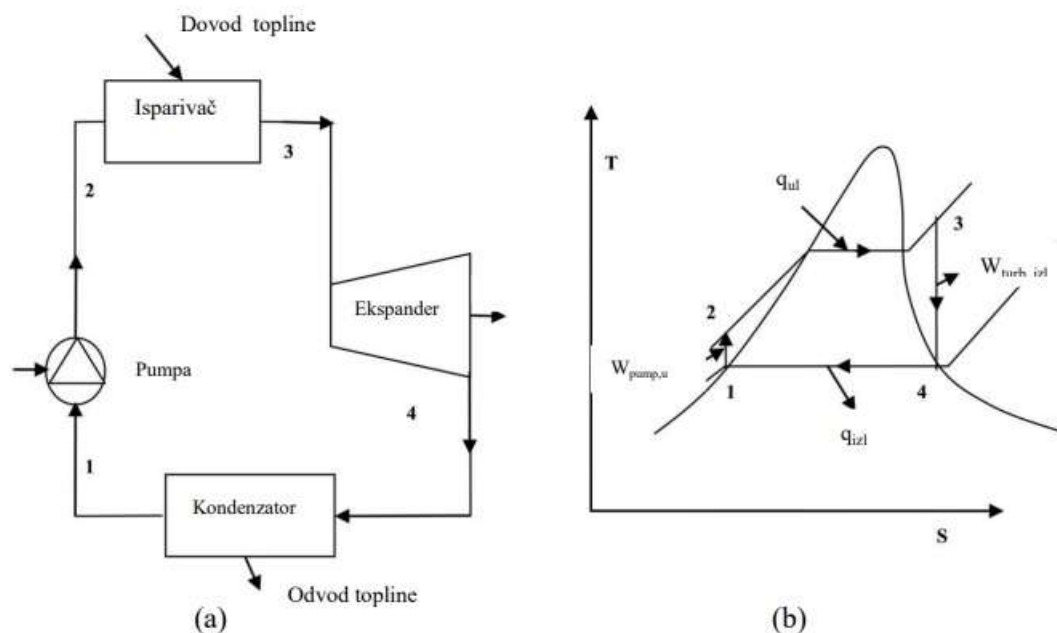 Dovod topline
Isparivač
3
2
Ekspander
Pumpa
4
1
Kondenzator
Odvod topline
(a)
T
q_ul
3
W_turb, izl
2
W_pump,u
1
4
q_izl
S
(b)